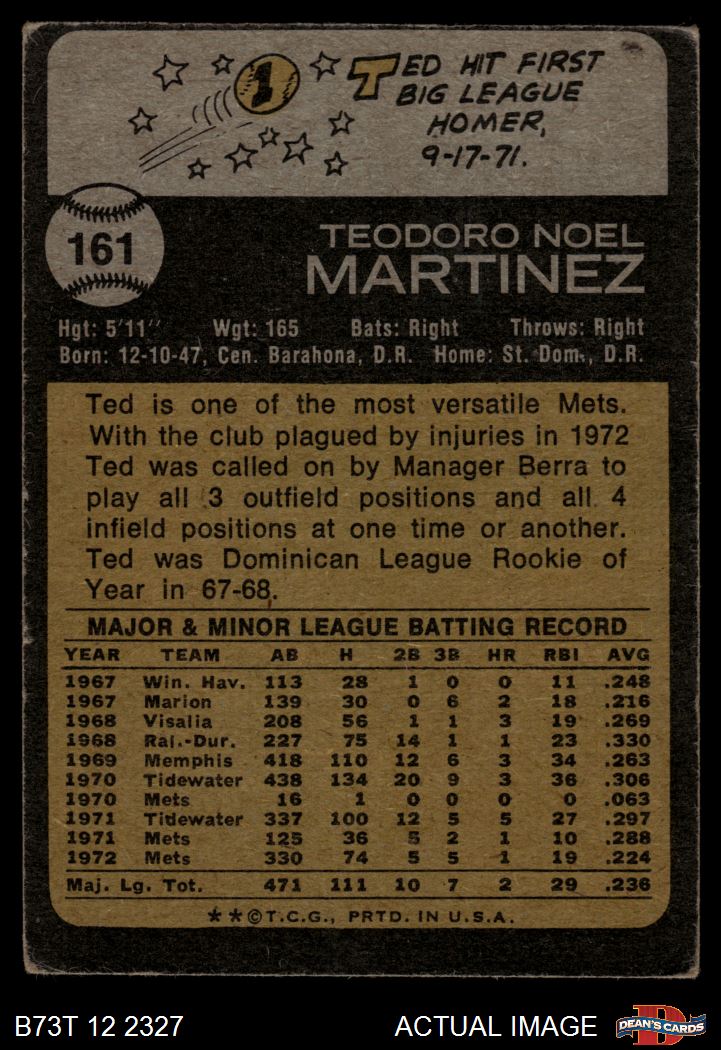 1
TED HIT FIRST
BIG LEAGUE
HOMER,
9-17-71.
161
TEODORO NOEL
MARTINEZ
Hgt: 5'11" Wgt: 165 Bats: Right Throws: Right
Born: 12-10-47, Cen. Barahona, D.R. Home: St. Dom., D.R.
Ted is one of the most versatile Mets.
With the club plagued by injuries in 1972
Ted was called on by Manager Berra to
play all 3 outfield positions and all 4
infield positions at one time or another.
Ted was Dominican League Rookie of
Year in 67-68.
MAJOR & MINOR LEAGUE BATTING RECORD
YEAR TEAM AB H 2B 3B HR RBI AVG
1967 Win. Hav. 113 28 1 0 0 11 .248
1967 Marion 139 30 0 6 2 18 .216
1968 Visalia 208 56 1 1 3 19 .269
1968 Ral.-Dur. 227 75 14 1 1 23 .330
1969 Memphis 418 110 12 6 3 34 .263
1970 Tidewater 438 134 20 9 3 36 .306
1970 Mets 16 1 0 0 0 0 .063
1971 Tidewater 337 100 12 5 5 27 .297
1971 Mets 125 36 5 2 1 10 .288
1972 Mets 330 74 5 5 1 19 .224
Maj. Lg. Tot. 471 111 10 7 2 29 .236
**©T.C.G., PRTD. IN U.S.A.
B73T 12 2327 ACTUAL IMAGE D DEAN'S CARDS